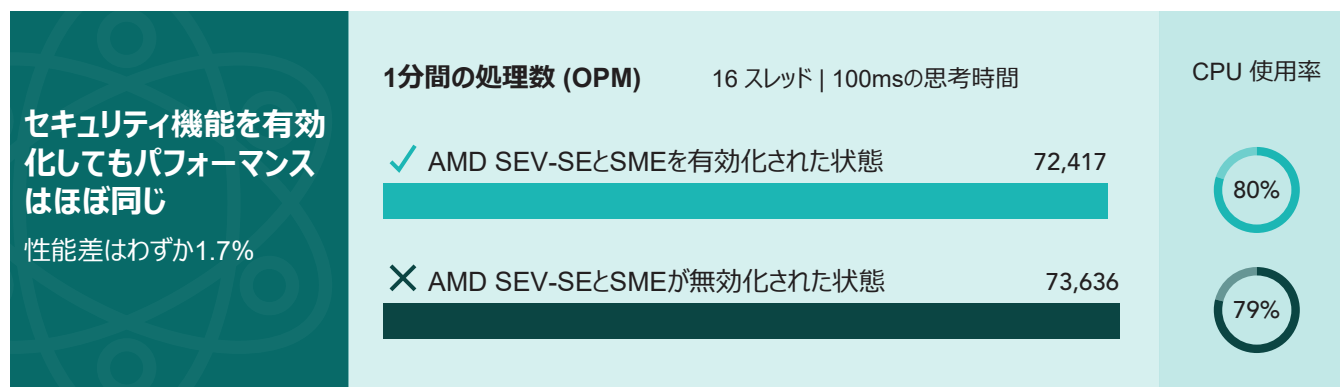 セキュリティ機能を有効
化してもパフォーマンス
はほぼ同じ
性能差はわずか1.7%
1分間の処理数 (OPM) 16 スレッド | 100msの思考時間
AMD SEV-SEとSMEを有効化された状態 72,417
AMD SEV-SEとSMEが無効化された状態 73,636
CPU 使用率
80%
79%